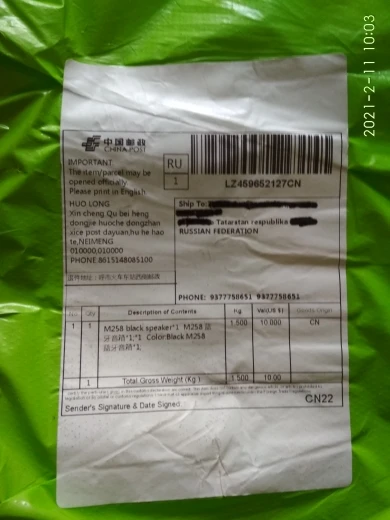 2021-2-11 10:03
中国邮政
CHINA POST
IMPORTANT:
The item/parcel may be
opened officially.
Please print in English
RU
1
LZ459652127CN
HUO LONG
Xin cheng Qu bei heng
dongjie huoche dongzhan
xice post dayuan,hu he hao
te,NEIMENG
010000,010000
PHONE 8615148085100
Ship To:
Tatarstan respublika
RUSSIAN FEDERATION
PHONE: 9377758651 9377758651
No Qty Description of Contents Kg Val(US $) Goods Origin
1 1 M258 black speaker*1 M258 蓝 1.500 10.000 CN
牙音箱*1;*1 Color:Black M258
蓝牙音箱*1;
1 Total Gross Weight (Kg) 1.500 10.00
Sender's Signature & Date Signed CN22